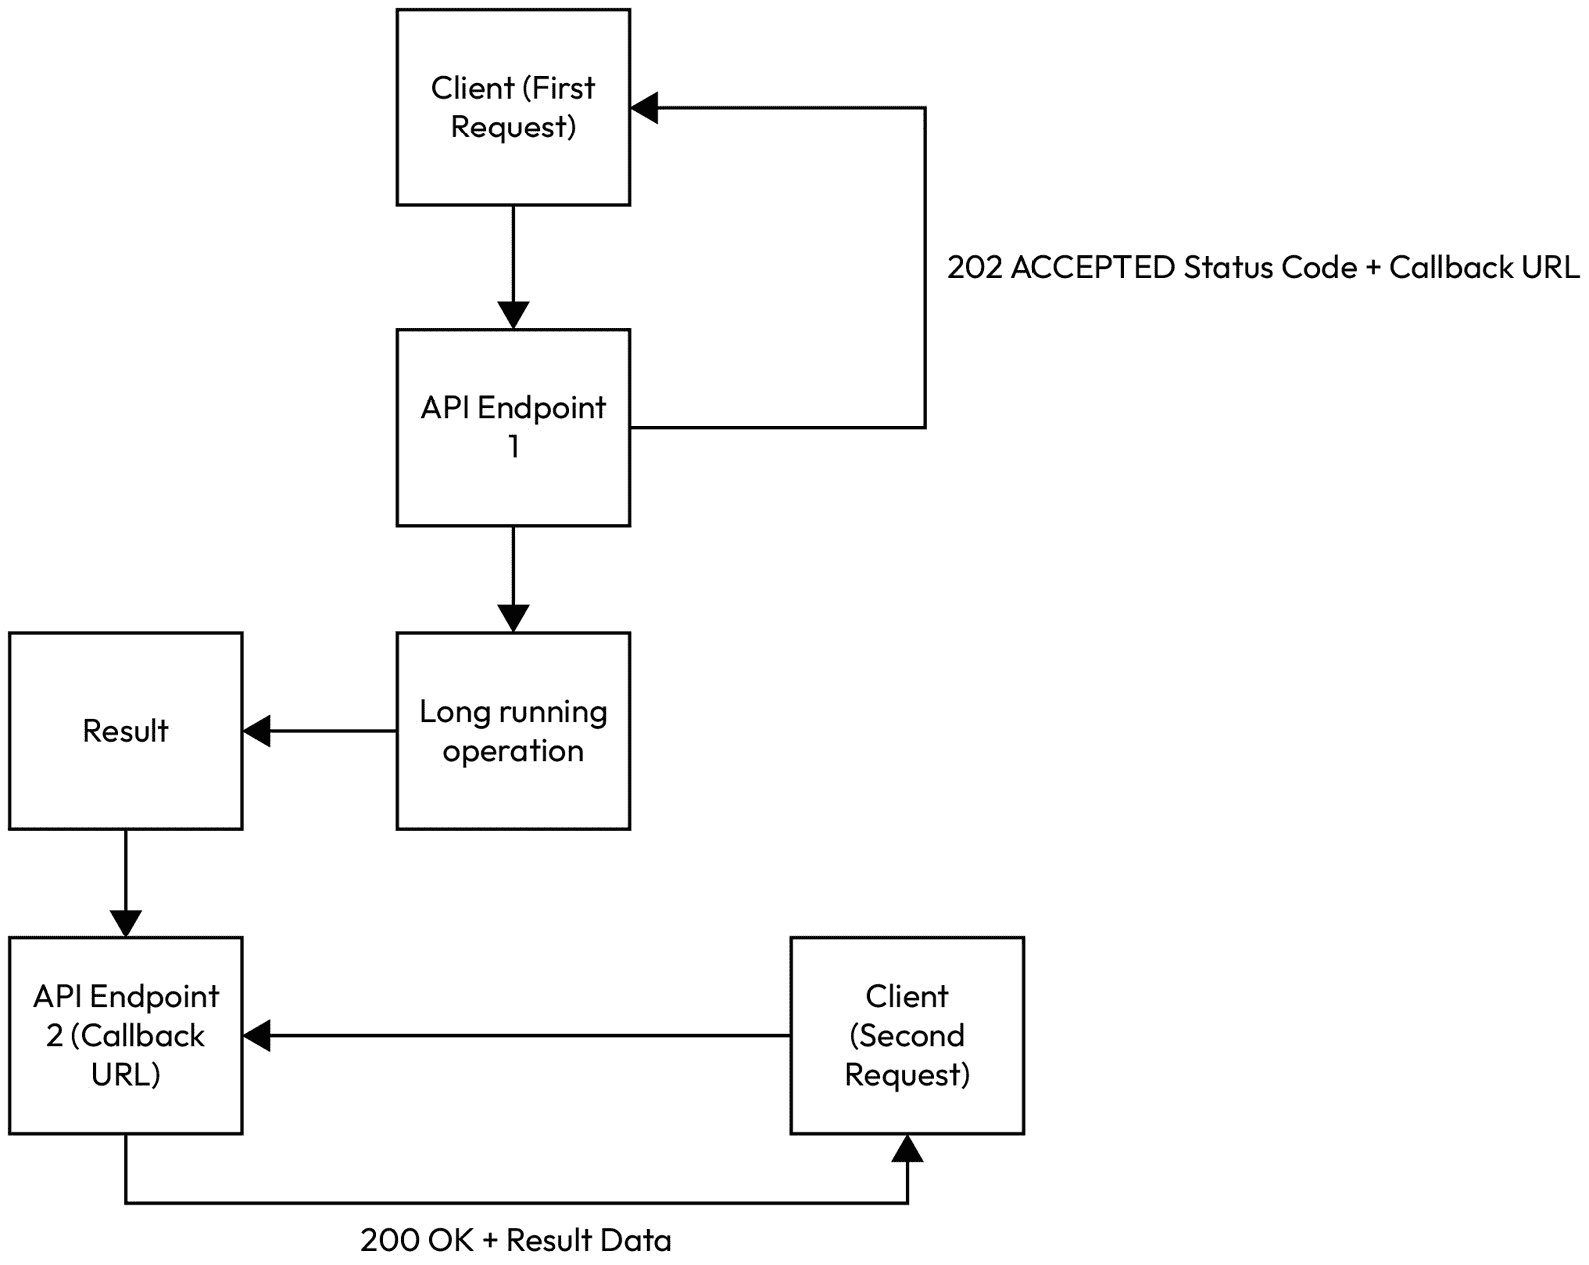 Client (First
Request)
202 ACCEPTED Status Code + Callback URL
API Endpoint
1
Result
Long running
operation
API Endpoint
2 (Callback
URL)
Client
(Second
Request)
200 OK + Result Data